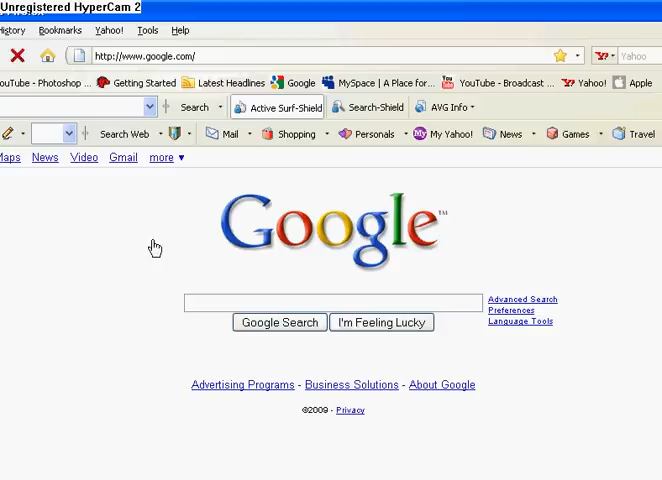 Unregistered HyperCam 2
History Bookmarks Yahoo! Tools Help
http://www.google.com/ Yahoo
YouTube - Photoshop ... Getting Started Latest Headlines Google MySpace | A Place for... YouTube - Broadcast ... Yahoo! Apple
Search Active Surf-Shield Search-Shield AVG Info
Search Web Mail Shopping Personals My Yahoo! News Games Travel
Maps News Video Gmail more ▼
Google™
Advanced Search
Preferences
Language Tools
Google Search I'm Feeling Lucky
Advertising Programs - Business Solutions - About Google
©2009 - Privacy